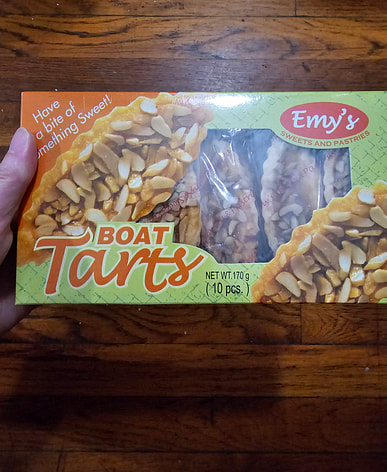 Have
a bite of
something Sweet!
Emy's
SWEETS AND PASTRIES
BOAT
Tarts
NET WT. 170 g
( 10 pcs. )